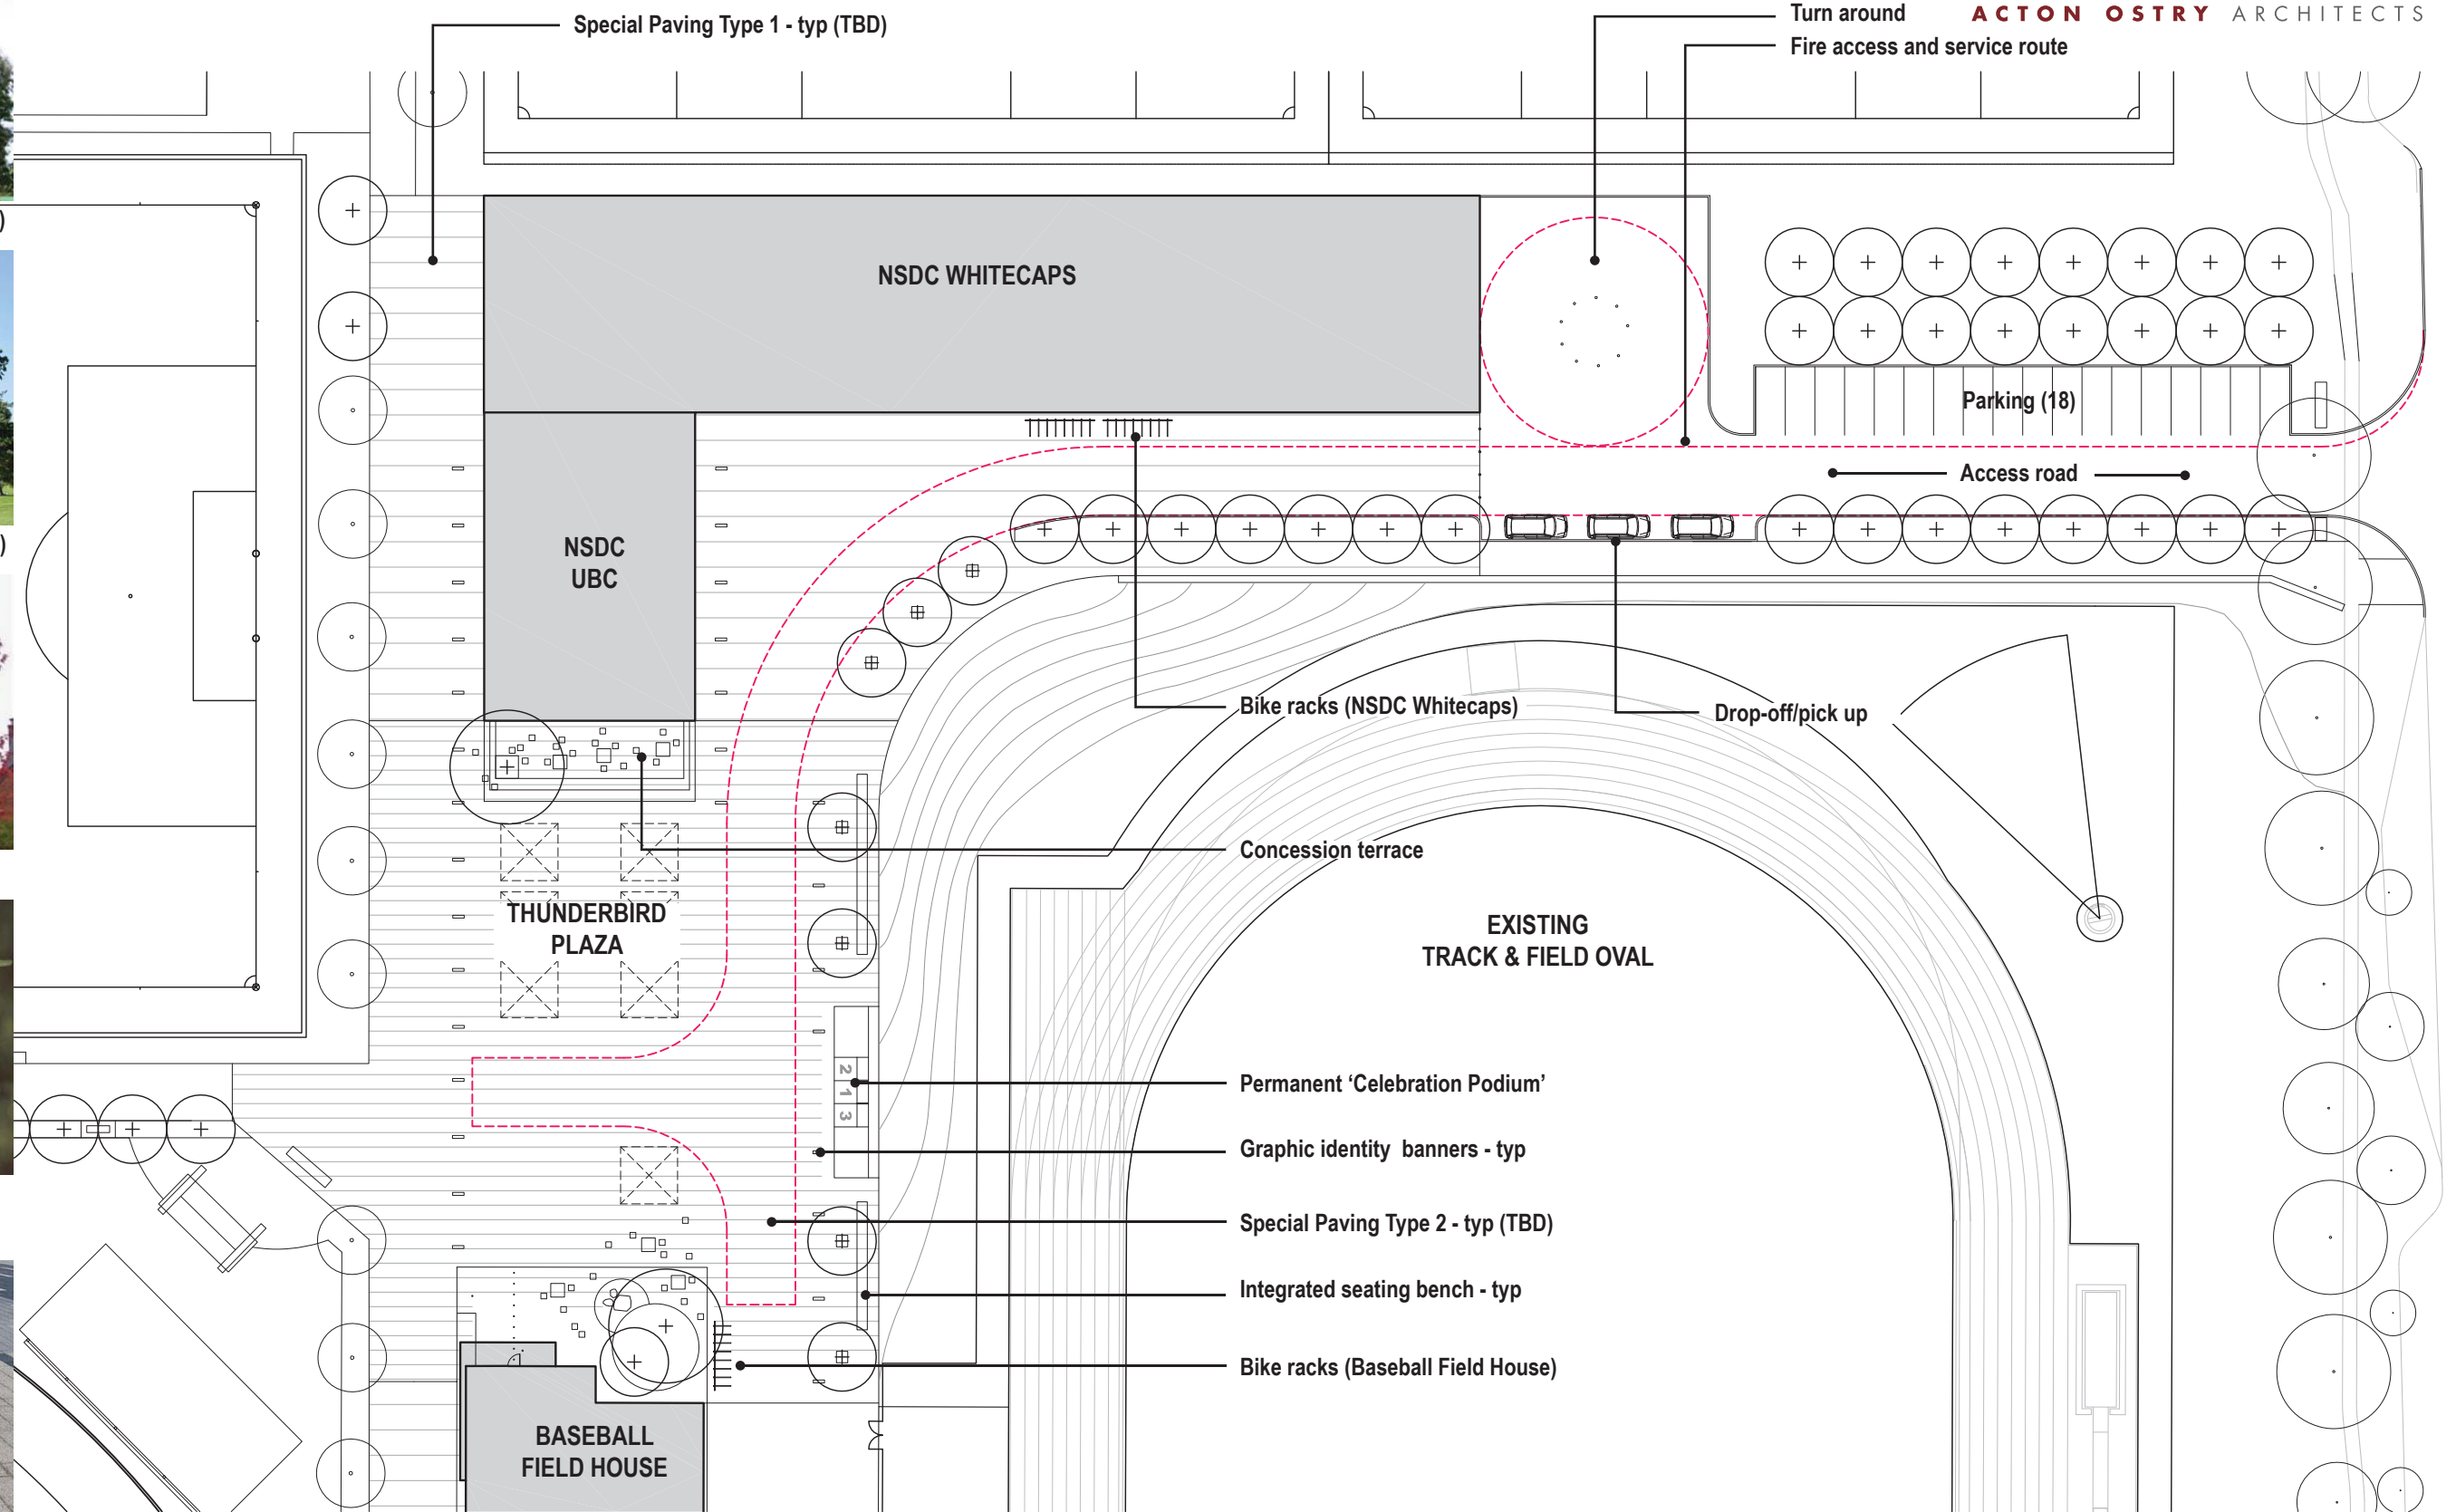 Special Paving Type 1 - typ (TBD)
Turn around
ACTON OSTRY ARCHITECTS
Fire access and service route
)
NSDC WHITECAPS
Parking (18)
Access road
)
NSDC
UBC
Bike racks (NSDC Whitecaps)
Drop-off/pick up
Concession terrace
THUNDERBIRD
PLAZA
EXISTING
TRACK & FIELD OVAL
2
1
3
Permanent ‘Celebration Podium’
Graphic identity banners - typ
Special Paving Type 2 - typ (TBD)
Integrated seating bench - typ
Bike racks (Baseball Field House)
BASEBALL
FIELD HOUSE